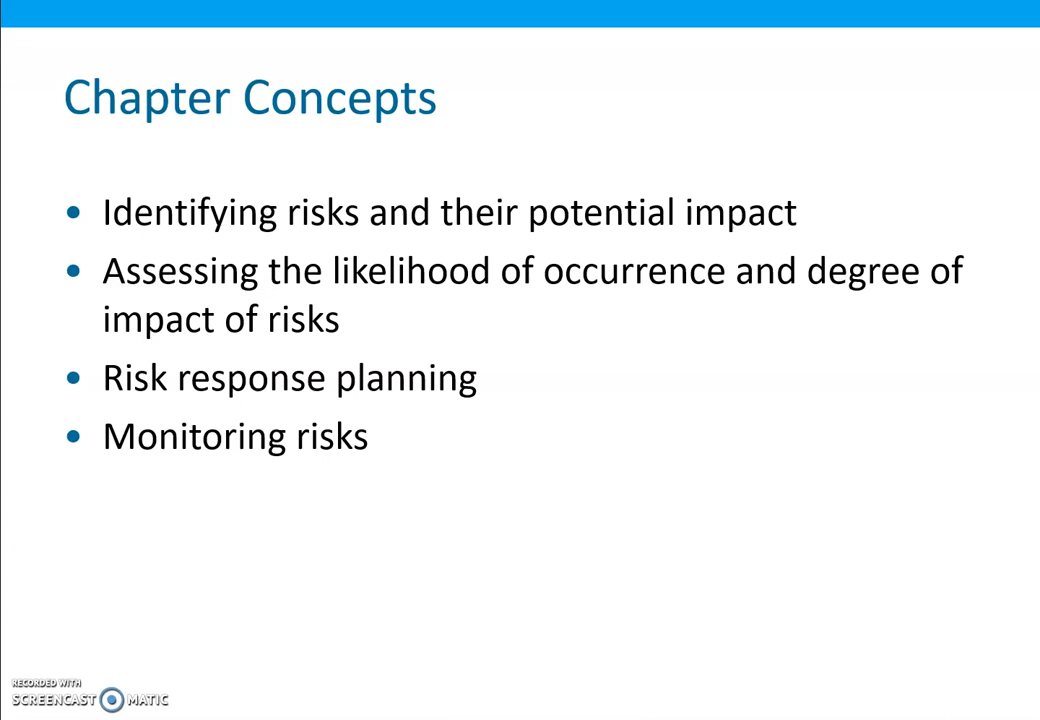 Chapter Concepts
• Identifying risks and their potential impact
• Assessing the likelihood of occurrence and degree of
impact of risks
• Risk response planning
• Monitoring risks
RECORDED WITH
SCREENCAST MATIC